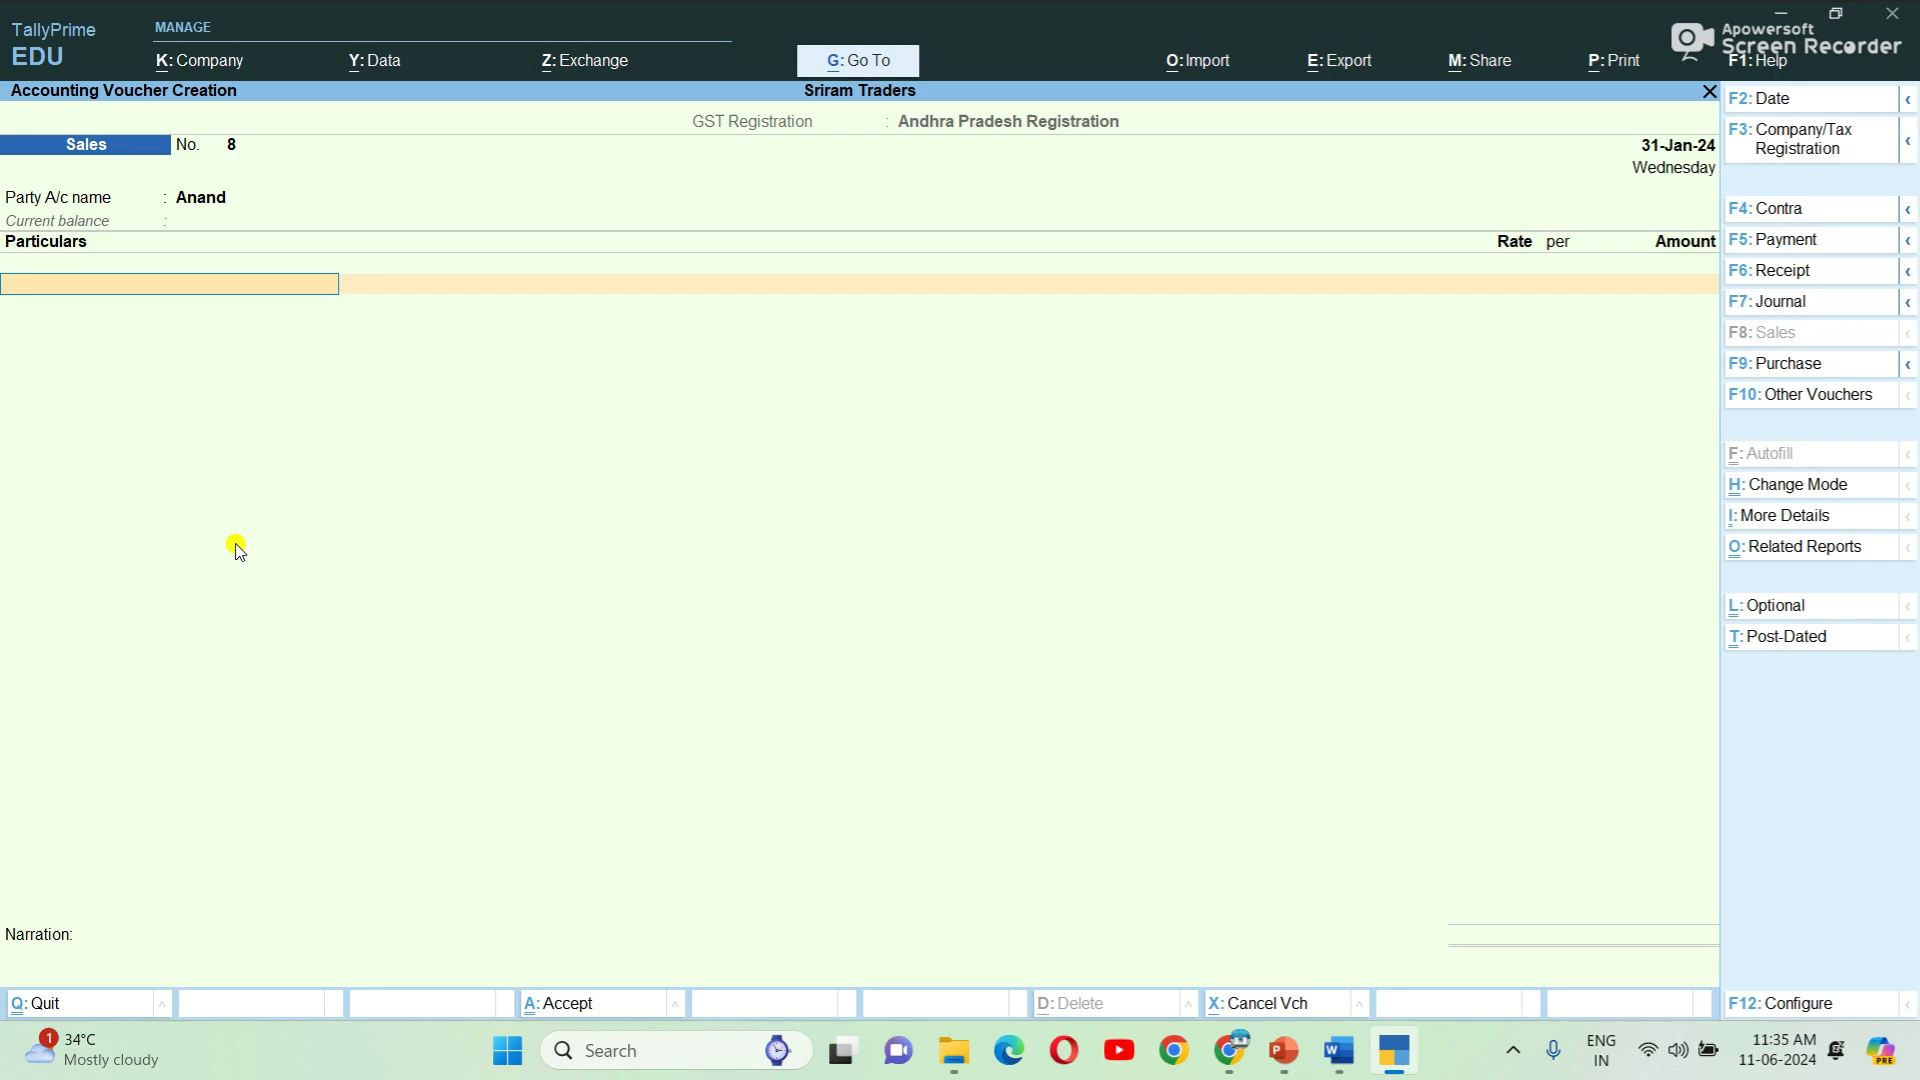 TallyPrime
EDU
MANAGE
K: Company
Y: Data
Z: Exchange
G: Go To
O: Import
E: Export
M: Share
P: Print
F1: Help
Apowersoft
Screen Recorder
Accounting Voucher Creation
Sriram Traders
GST Registration : Andhra Pradesh Registration
Sales No. 8
31-Jan-24
Wednesday
Party A/c name : Anand
Current balance :
Particulars Rate per Amount
Narration:
F2: Date
F3: Company/Tax
Registration
F4: Contra
F5: Payment
F6: Receipt
F7: Journal
F8: Sales
F9: Purchase
F10: Other Vouchers
F: Autofill
H: Change Mode
I: More Details
O: Related Reports
L: Optional
T: Post-Dated
F12: Configure
Q: Quit
A: Accept
D: Delete
X: Cancel Vch
1
34°C
Mostly cloudy
Search
ENG
IN
11:35 AM
11-06-2024
PRE